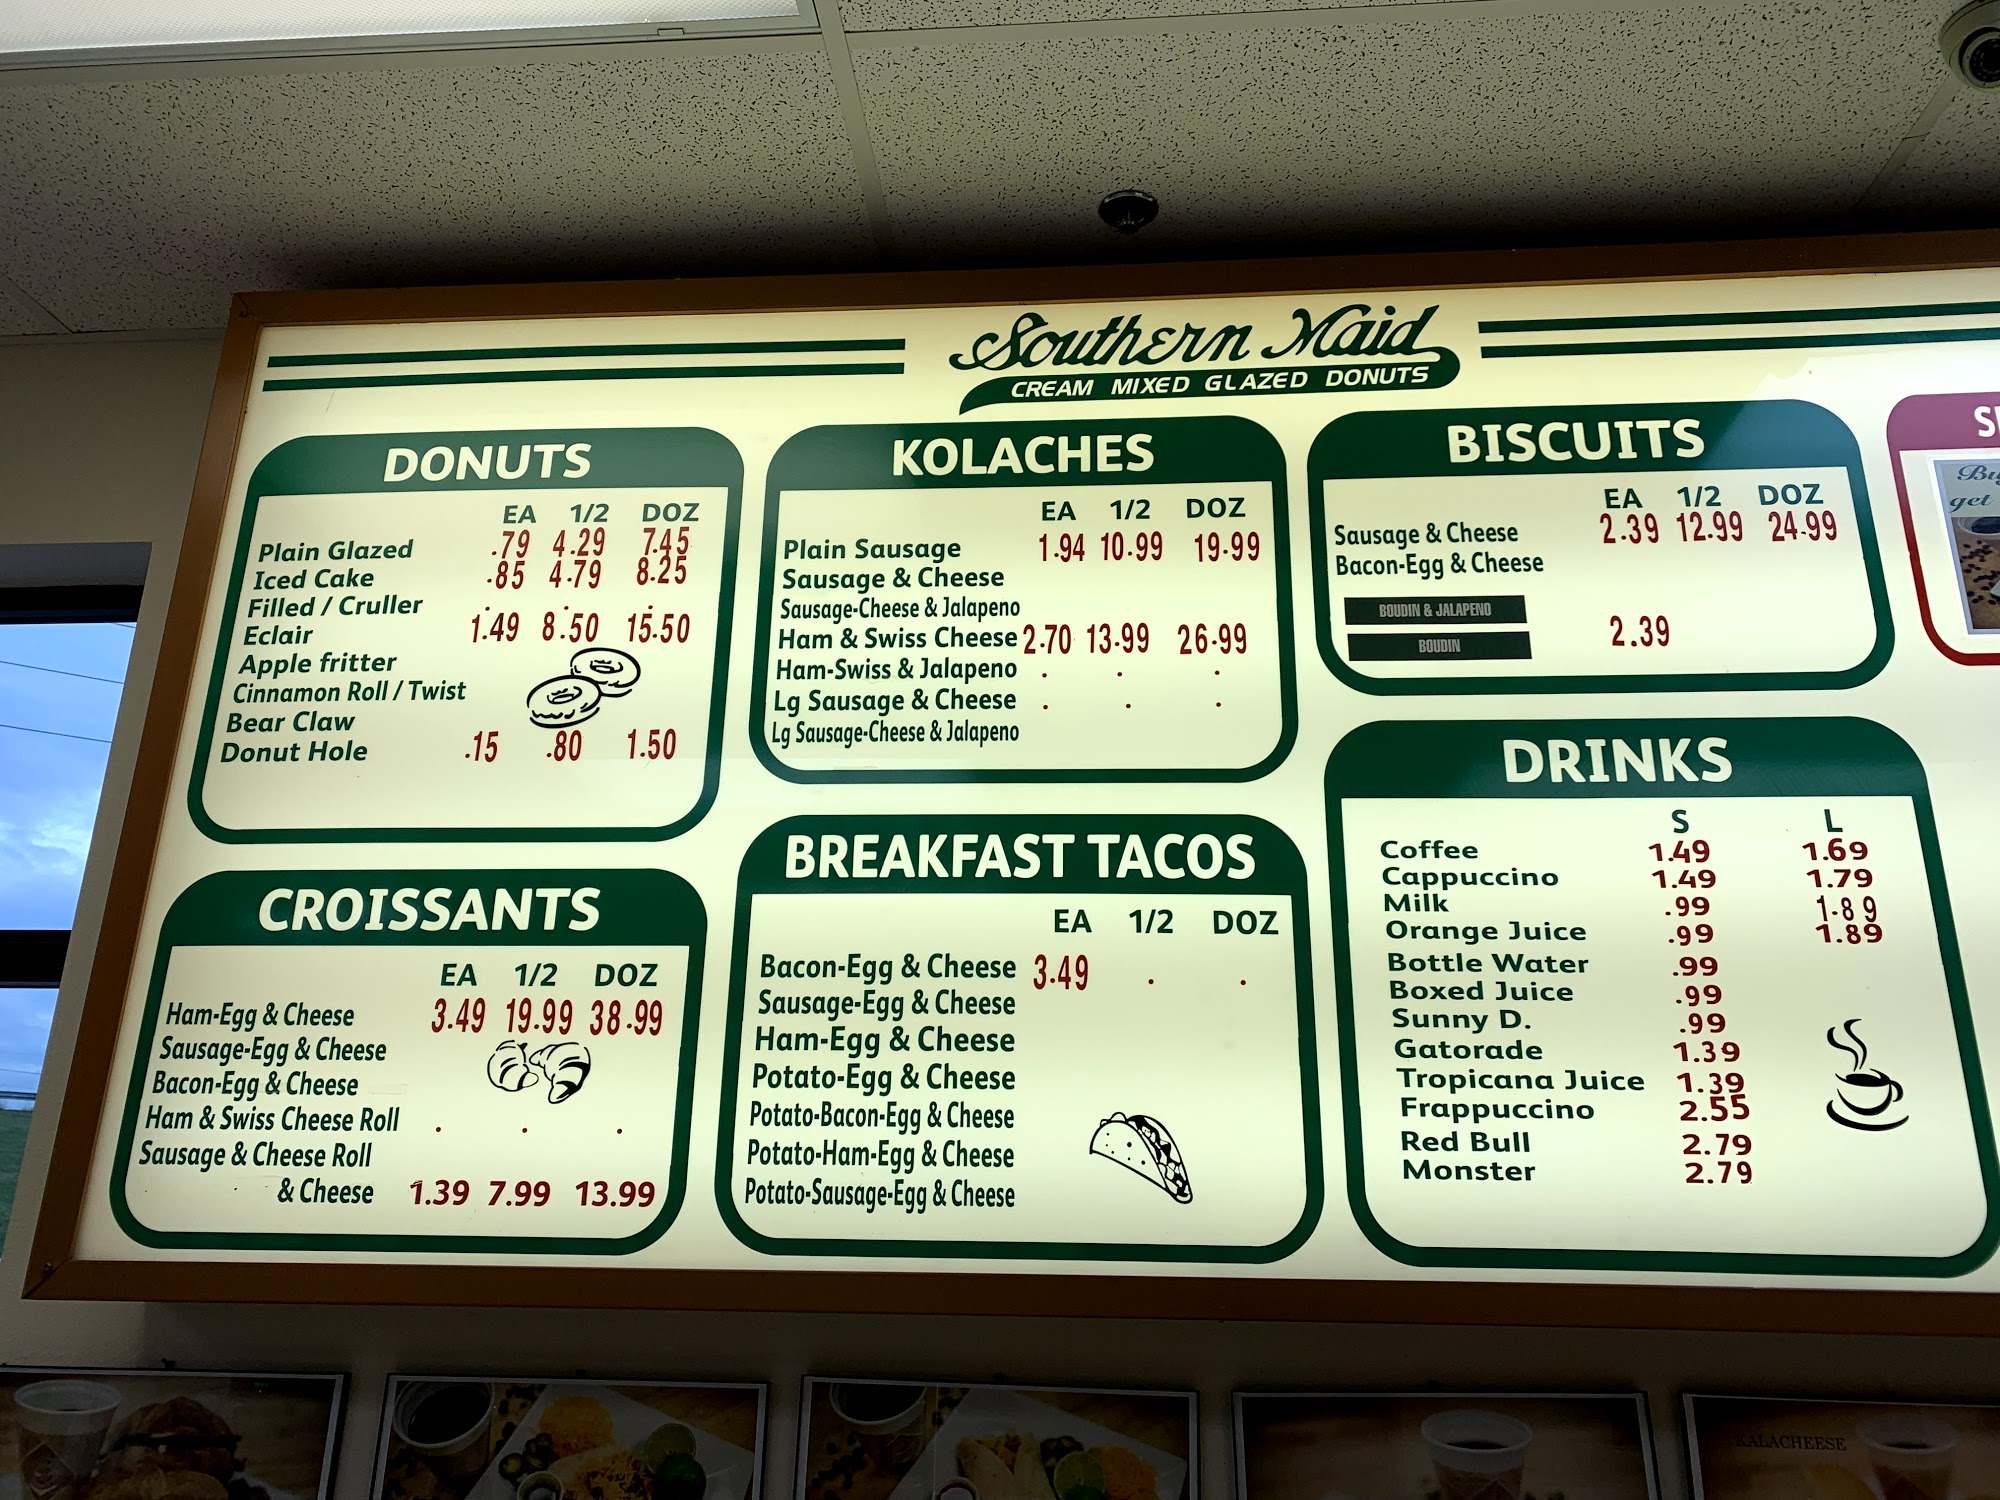 Southern Maid
CREAM MIXED GLAZED DONUTS
DONUTS
EA 1/2 DOZ
Plain Glazed .79 4.29 7.45
Iced Cake .85 4.79 8.25
Filled / Cruller . . .
Eclair 1.49 8.50 15.50
Apple fritter
Cinnamon Roll / Twist
Bear Claw
Donut Hole .15 .80 1.50
KOLACHES
EA 1/2 DOZ
Plain Sausage 1.94 10.99 19.99
Sausage & Cheese
Sausage-Cheese & Jalapeno
Ham & Swiss Cheese 2.70 13.99 26.99
Ham-Swiss & Jalapeno . . .
Lg Sausage & Cheese . . .
Lg Sausage-Cheese & Jalapeno
BISCUITS
EA 1/2 DOZ
Sausage & Cheese 2.39 12.99 24.99
Bacon-Egg & Cheese
BOUDIN & JALAPENO
BOUDIN 2.39
get
CROISSANTS
EA 1/2 DOZ
Ham-Egg & Cheese 3.49 19.99 38.99
Sausage-Egg & Cheese
Bacon-Egg & Cheese
Ham & Swiss Cheese Roll . . .
Sausage & Cheese Roll
& Cheese 1.39 7.99 13.99
BREAKFAST TACOS
EA 1/2 DOZ
Bacon-Egg & Cheese 3.49 . .
Sausage-Egg & Cheese
Ham-Egg & Cheese
Potato-Egg & Cheese
Potato-Bacon-Egg & Cheese
Potato-Ham-Egg & Cheese
Potato-Sausage-Egg & Cheese
DRINKS
S L
Coffee 1.49 1.69
Cappuccino 1.49 1.79
Milk .99 1.89
Orange Juice .99 1.89
Bottle Water .99
Boxed Juice .99
Sunny D. .99
Gatorade 1.39
Tropicana Juice 1.39
Frappuccino 2.55
Red Bull 2.79
Monster 2.79
KALACHEESE